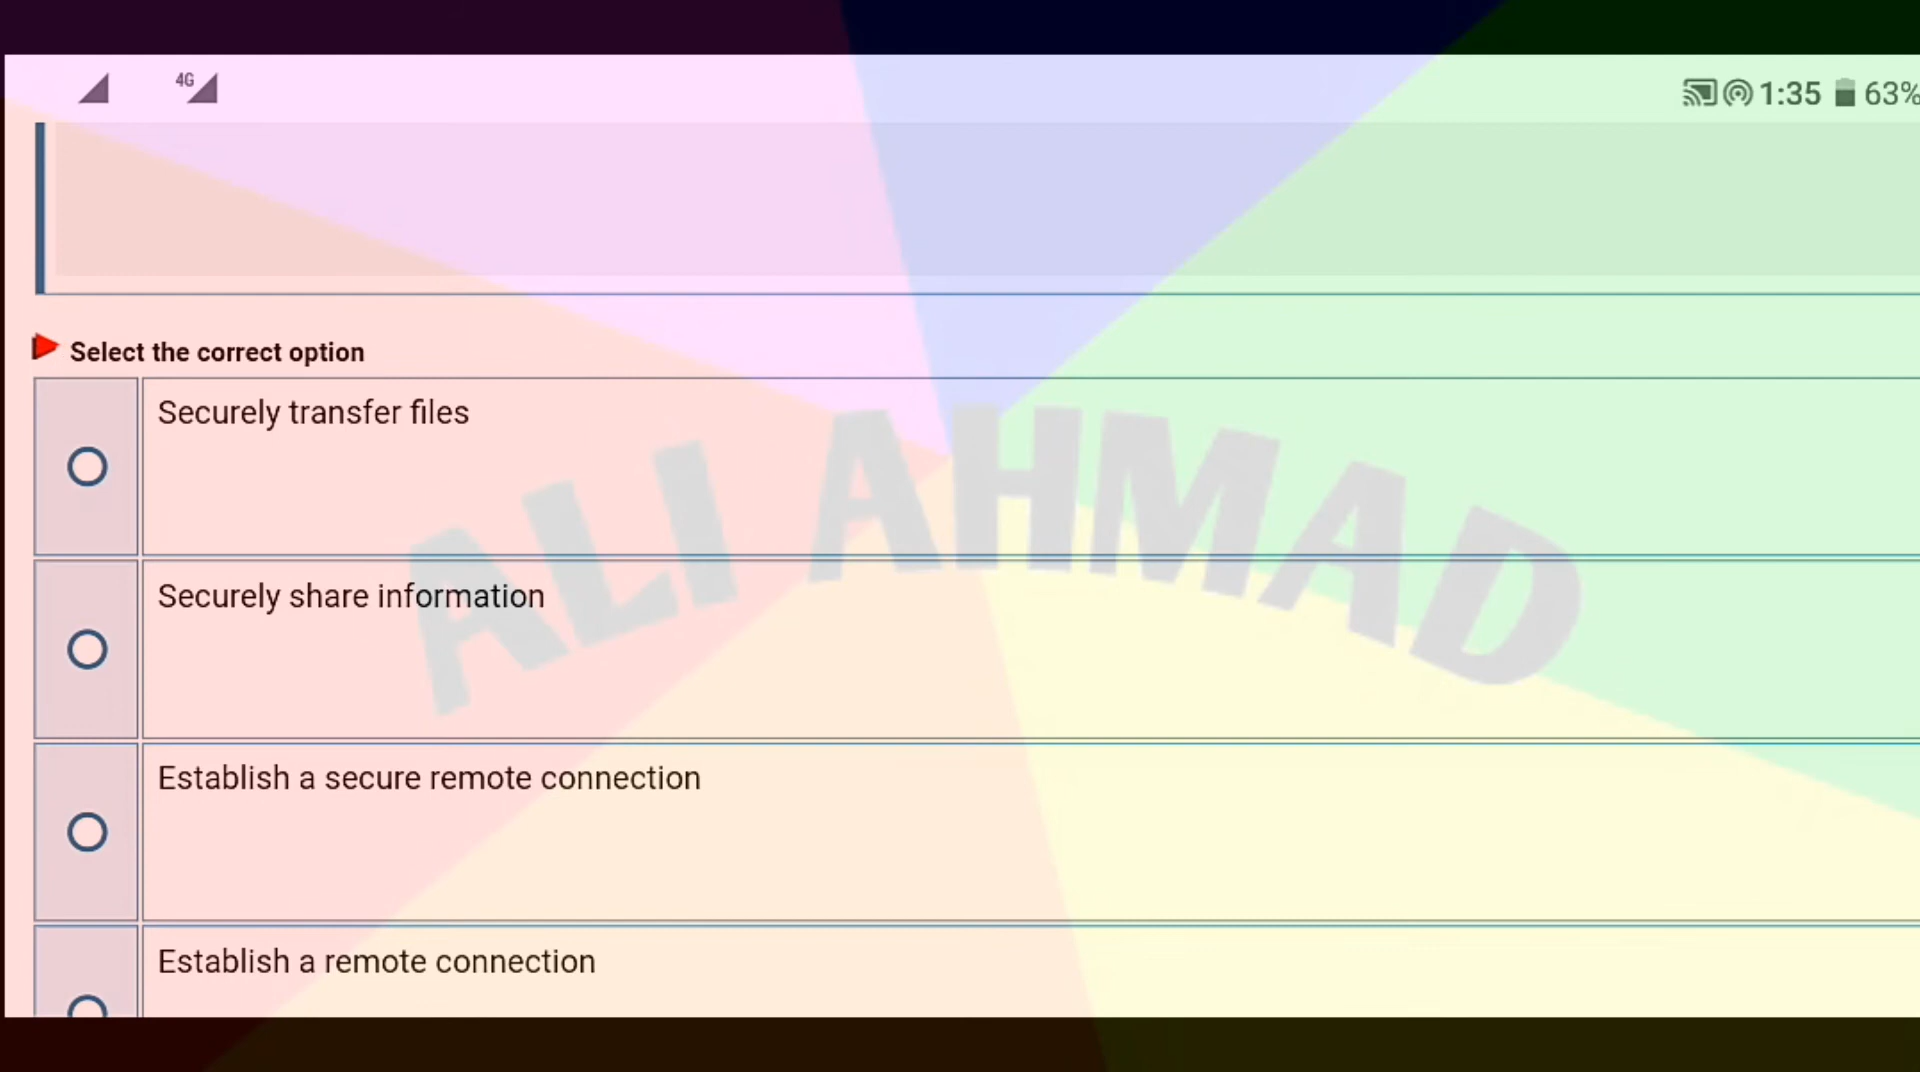 4G 1:35 63%
Select the correct option
Securely transfer files
Securely share information
Establish a secure remote connection
Establish a remote connection
ALI AHMAD